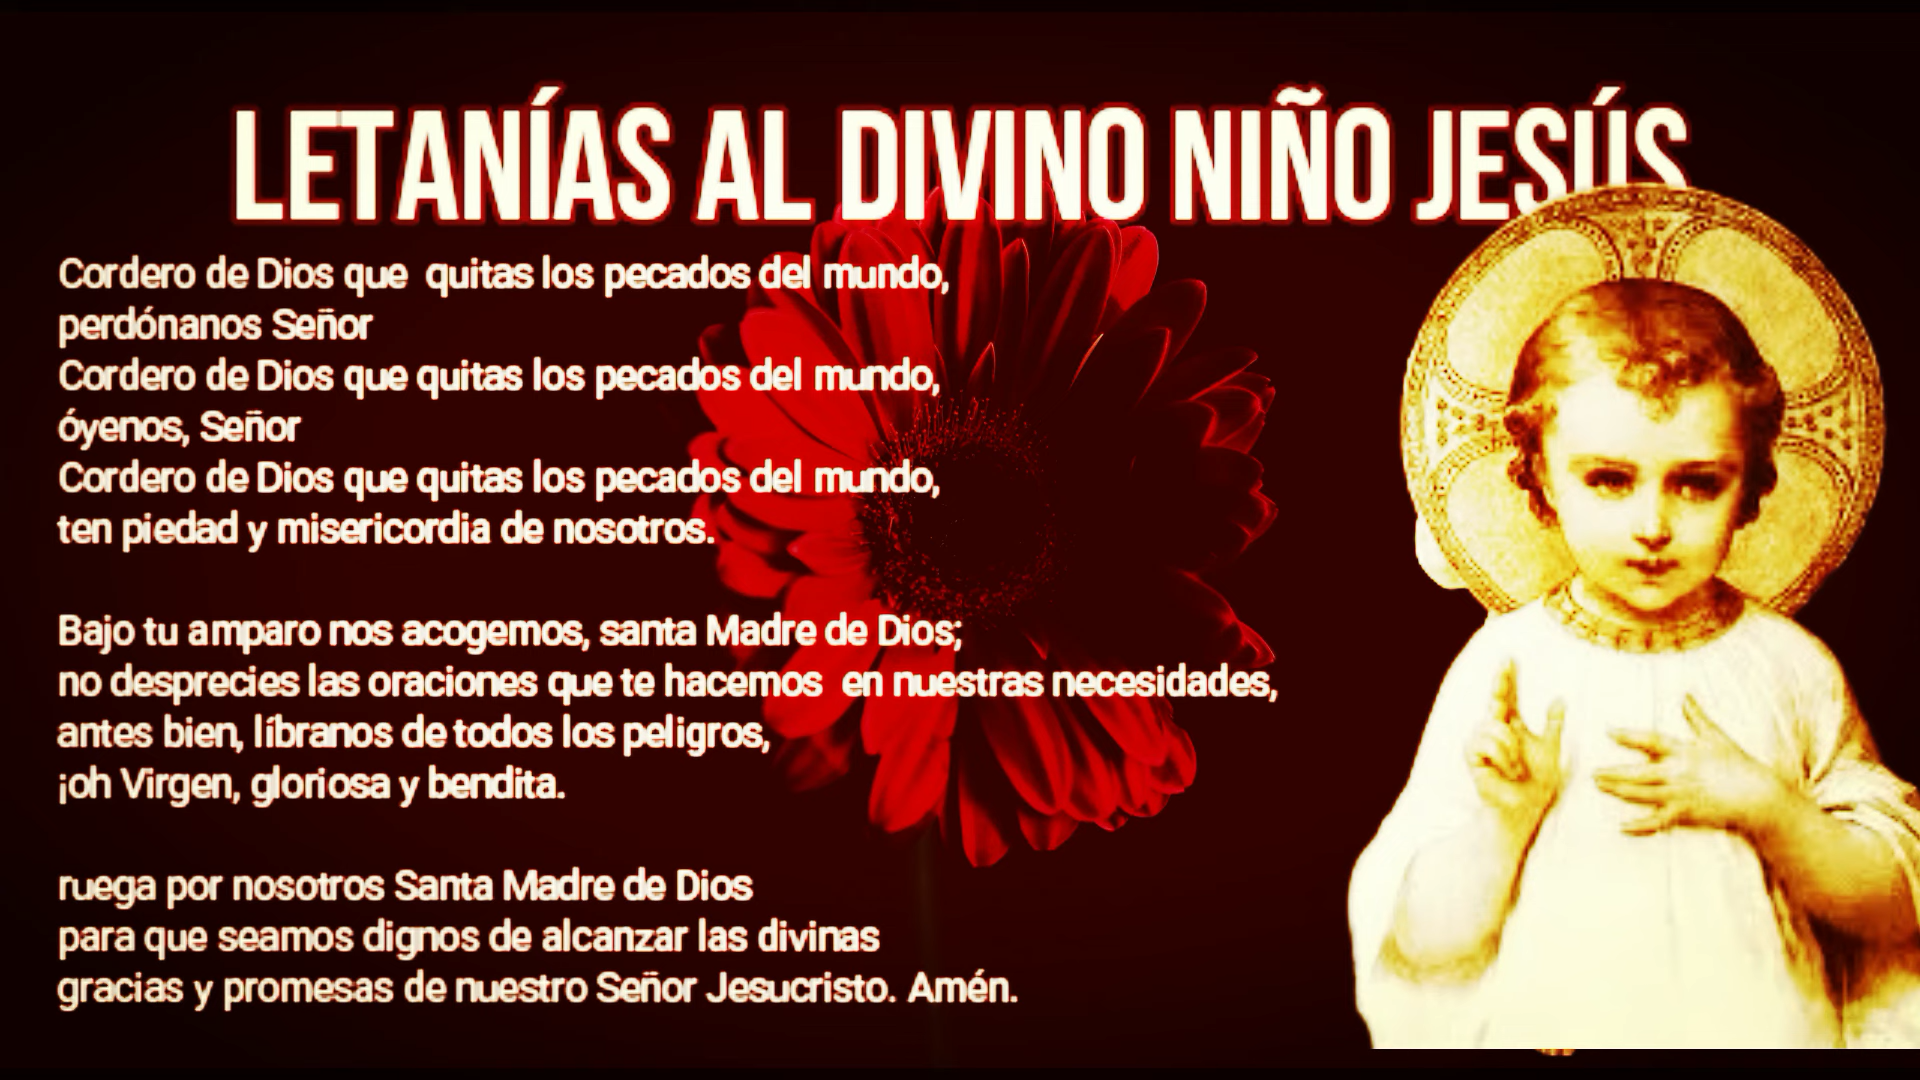 LETANÍAS AL DIVINO NIÑO JESÚS
Cordero de Dios que quitas los pecados del mundo,
perdónanos Señor
Cordero de Dios que quitas los pecados del mundo,
óyenos, Señor
Cordero de Dios que quitas los pecados del mundo,
ten piedad y misericordia de nosotros.
Bajo tu amparo nos acogemos, santa Madre de Dios;
no desprecies las oraciones que te hacemos en nuestras necesidades,
antes bien, líbranos de todos los peligros,
¡oh Virgen, gloriosa y bendita.
ruega por nosotros Santa Madre de Dios
para que seamos dignos de alcanzar las divinas
gracias y promesas de nuestro Señor Jesucristo. Amén.